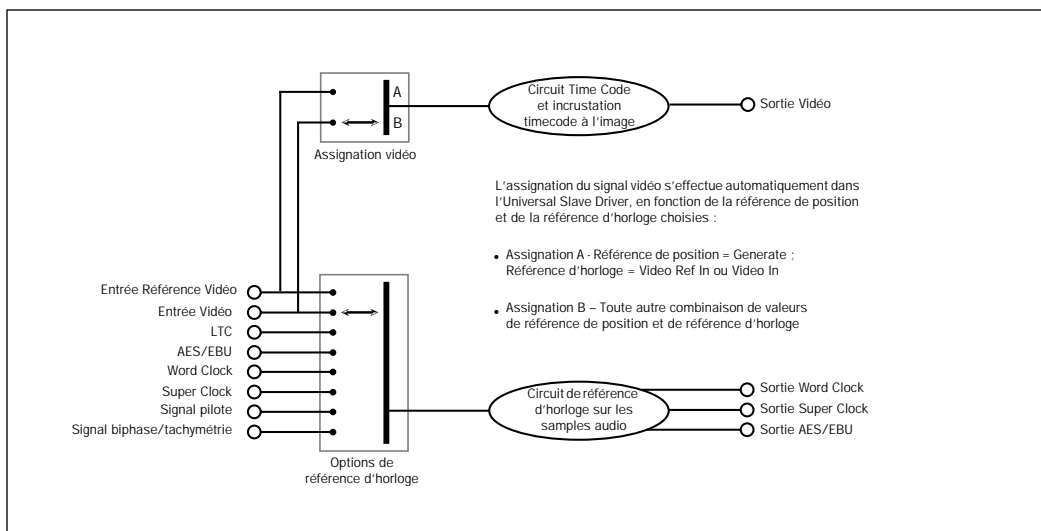 A
B
Assignation vidéo
Circuit Time Code
et incrustation
timecode à l'image
Sortie Vidéo
L'assignation du signal vidéo s'effectue automatiquement dans
l'Universal Slave Driver, en fonction de la référence de position
et de la référence d'horloge choisies :
• Assignation A - Référence de position = Generate ;
Référence d'horloge = Video Ref In ou Video In
• Assignation B – Toute autre combinaison de valeurs
de référence de position et de référence d'horloge
Entrée Référence Vidéo
Entrée Vidéo
LTC
AES/EBU
Word Clock
Super Clock
Signal pilote
Signal biphase/tachymétrie
Options de
référence d'horloge
Circuit de référence
d'horloge sur les
samples audio
Sortie Word Clock
Sortie Super Clock
Sortie AES/EBU